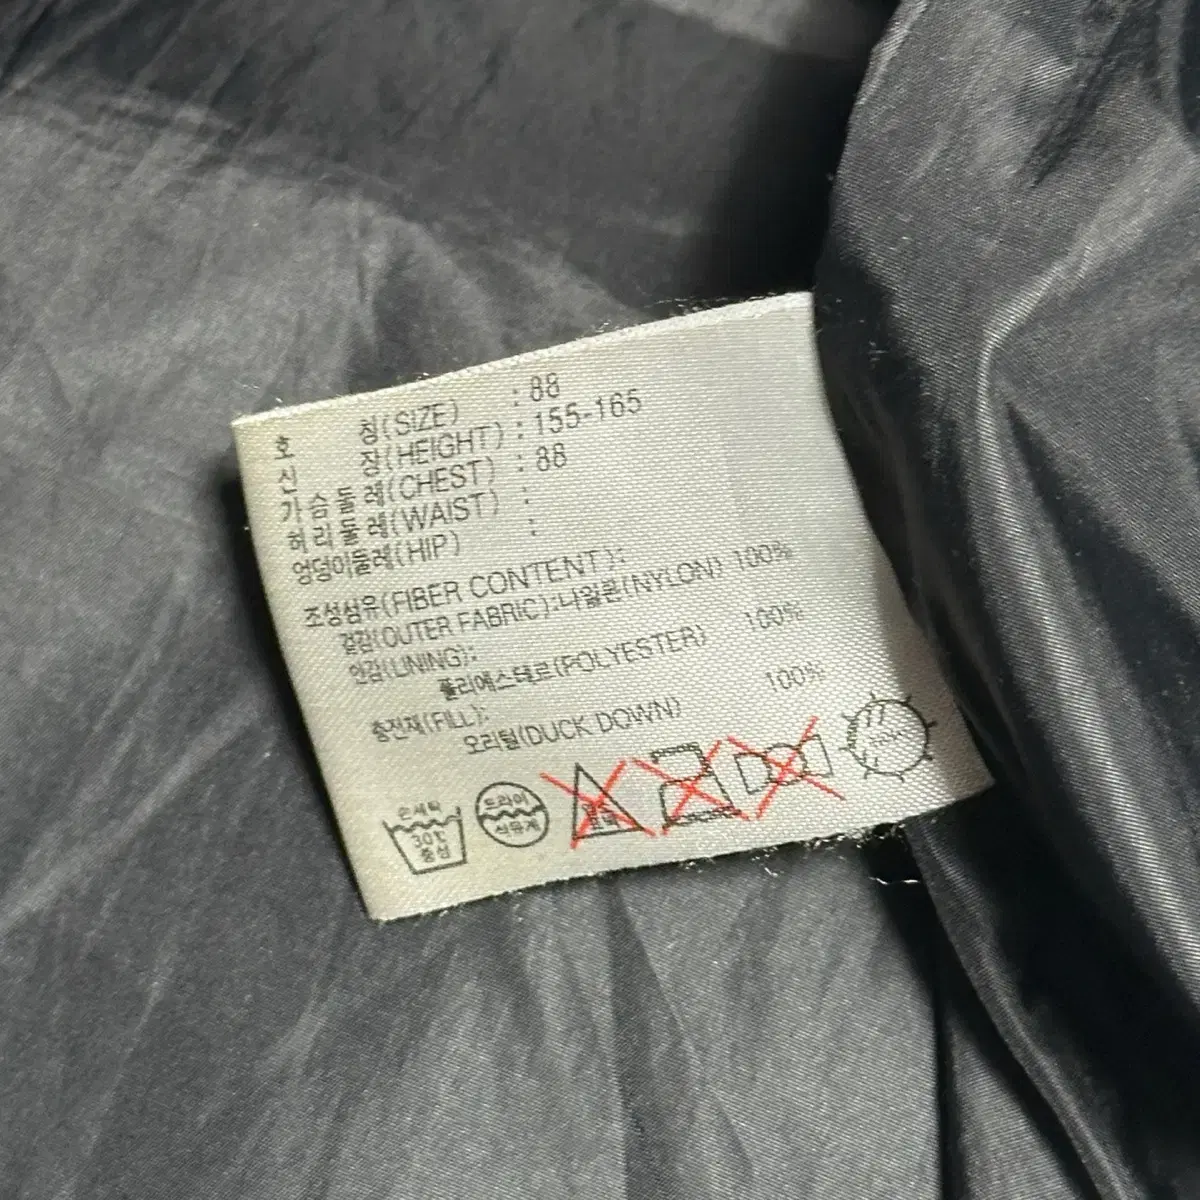 호 칭(SIZE) : 88
신 장(HEIGHT) : 155-165
가슴둘레(CHEST) : 88
허리둘레(WAIST) :
엉덩이둘레(HIP) :
조성섬유(FIBER CONTENT):
겉감(OUTER FABRIC):나일론(NYLON) 100%
안감(LINING):
폴리에스테르(POLYESTER) 100%
충전재(FILL):
오리털(DUCK DOWN) 100%
손세탁
30℃
중성
드라이
석유계